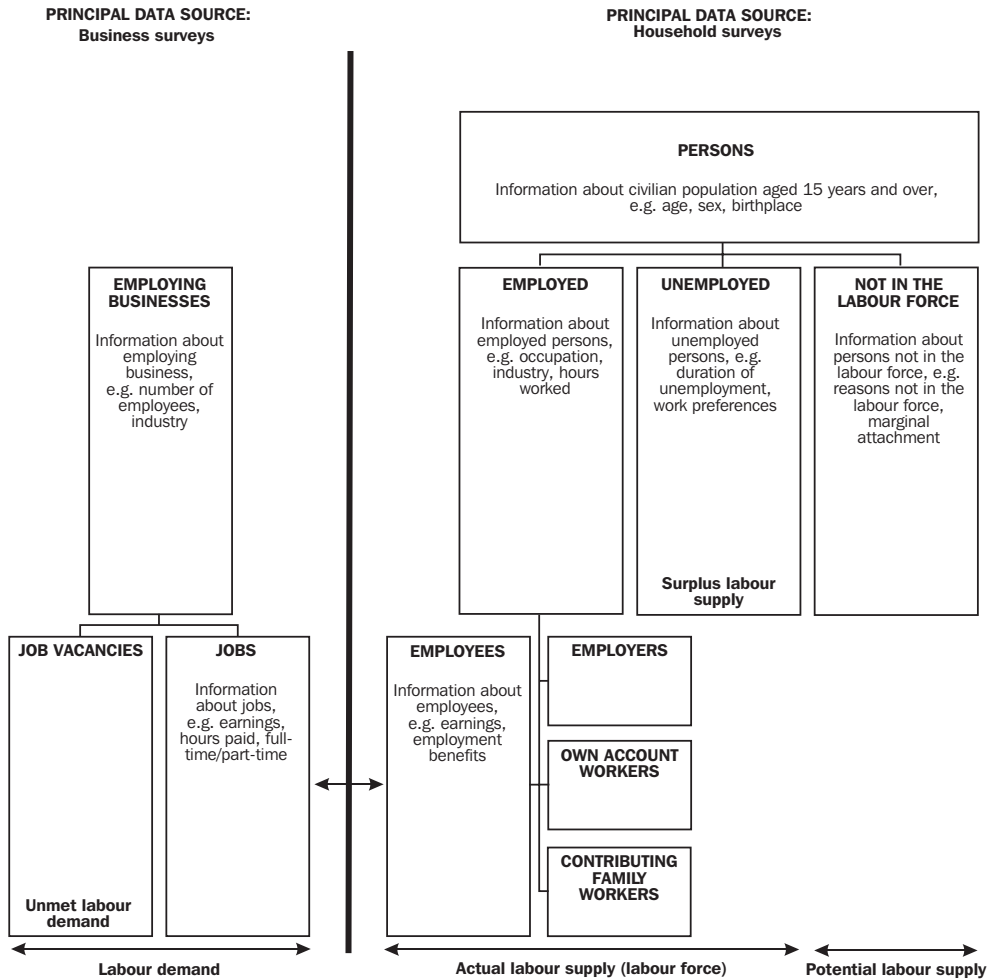 PRINCIPAL DATA SOURCE:
Business surveys
PRINCIPAL DATA SOURCE:
Household surveys
PERSONS
Information about civilian population aged 15 years and over,
e.g. age, sex, birthplace
EMPLOYING
BUSINESSES
Information about
employing
business,
e.g. number of
employees,
industry
EMPLOYED
Information about
employed persons,
e.g. occupation,
industry, hours
worked
UNEMPLOYED
Information about
unemployed
persons, e.g.
duration of
unemployment,
work preferences
Surplus labour
supply
NOT IN THE
LABOUR FORCE
Information about
persons not in the
labour force, e.g.
reasons not in the
labour force,
marginal
attachment
JOB VACANCIES
Unmet labour
demand
JOBS
Information
about jobs,
e.g. earnings,
hours paid, full-
time/part-time
EMPLOYEES
Information about
employees,
e.g. earnings,
employment
benefits
EMPLOYERS
OWN ACCOUNT
WORKERS
CONTRIBUTING
FAMILY
WORKERS
Labour demand
Actual labour supply (labour force)
Potential labour supply